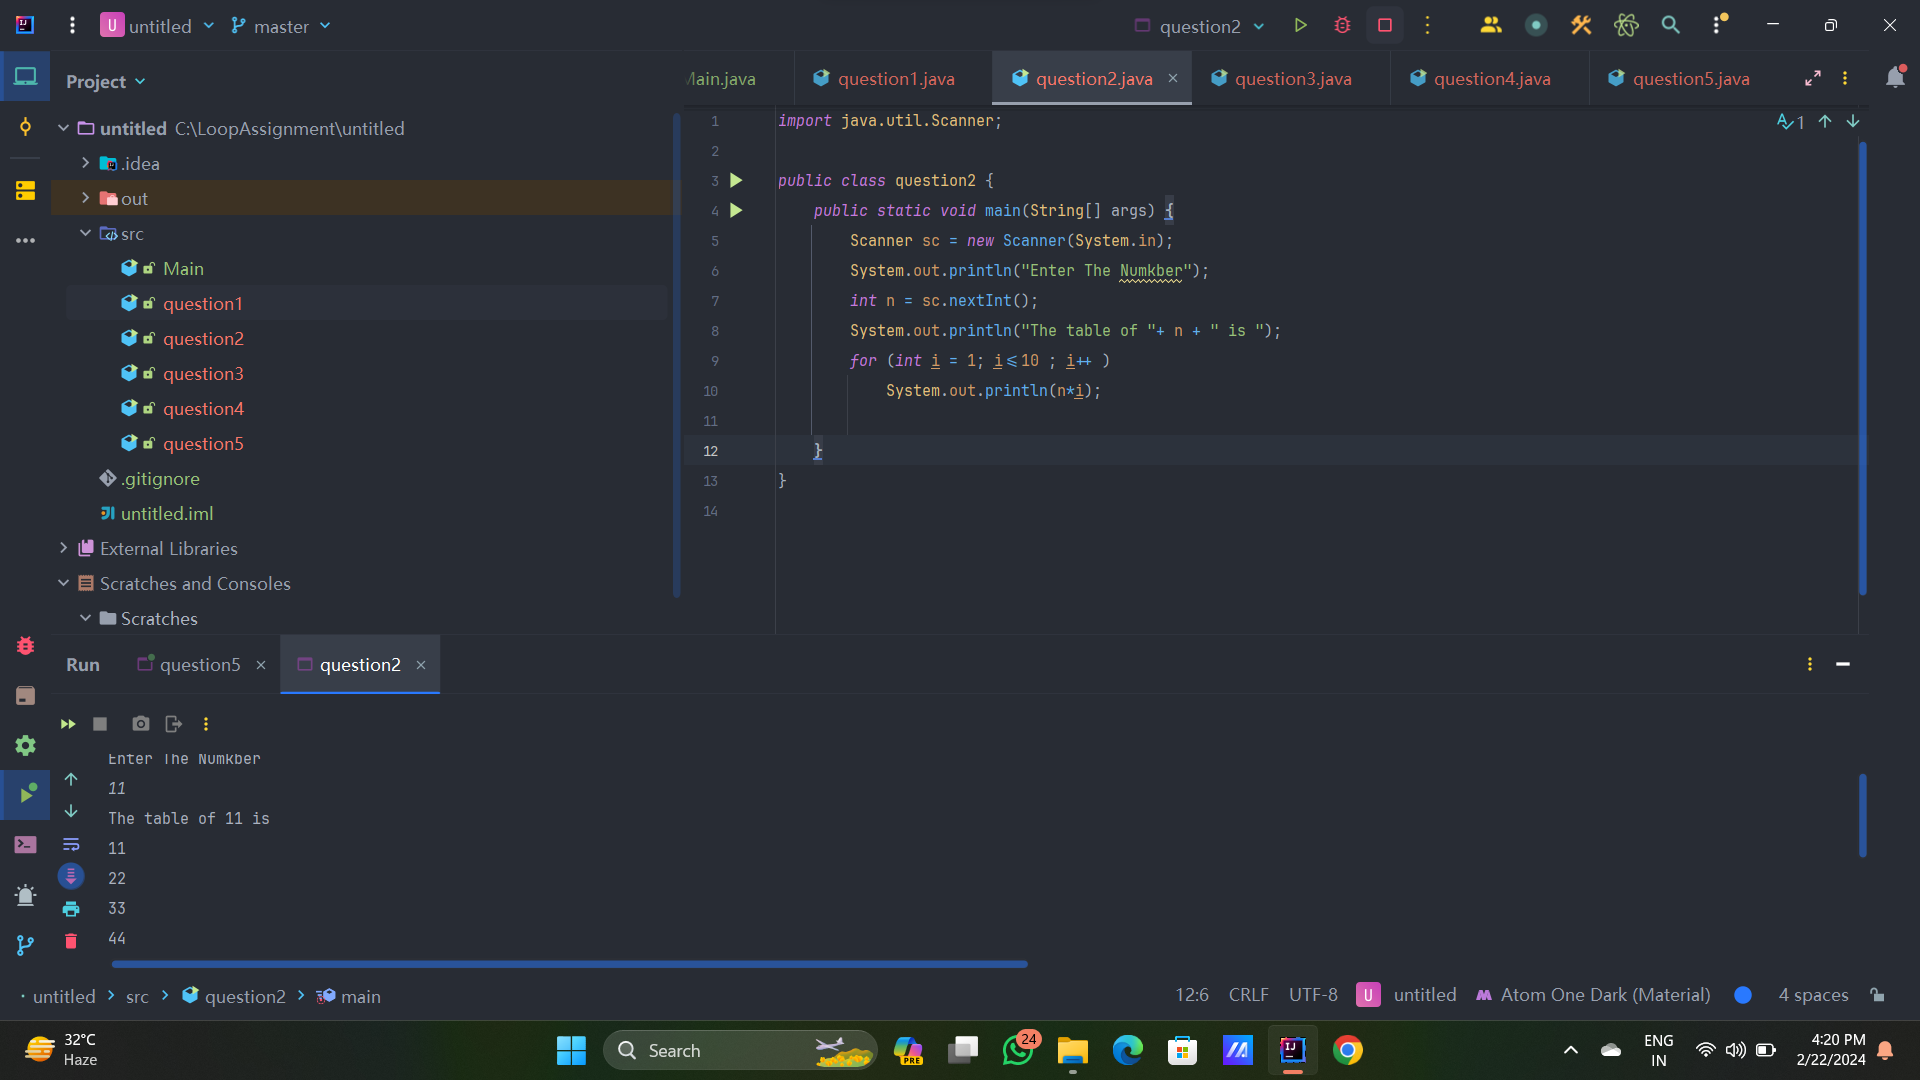 U untitled master question2
Project
Main.java question1.java question2.java question3.java question4.java question5.java
untitled C:\LoopAssignment\untitled
.idea
out
src
Main
question1
question2
question3
question4
question5
.gitignore
untitled.iml
External Libraries
Scratches and Consoles
Scratches
1 import java.util.Scanner;
2
3 public class question2 {
4 public static void main(String[] args) {
5 Scanner sc = new Scanner(System.in);
6 System.out.println("Enter The Numkber");
7 int n = sc.nextInt();
8 System.out.println("The table of "+ n + " is ");
9 for (int i = 1; i<=10 ; i++ )
10 System.out.println(n*i);
11
12 }
13 }
14
1
Run question5 question2
Enter The Numkber
11
The table of 11 is
11
22
33
44
untitled > src > question2 > main
12:6 CRLF UTF-8 U untitled Atom One Dark (Material) 4 spaces
32°C
Haze
Search
PRE
24
ENG
IN
4:20 PM
2/22/2024